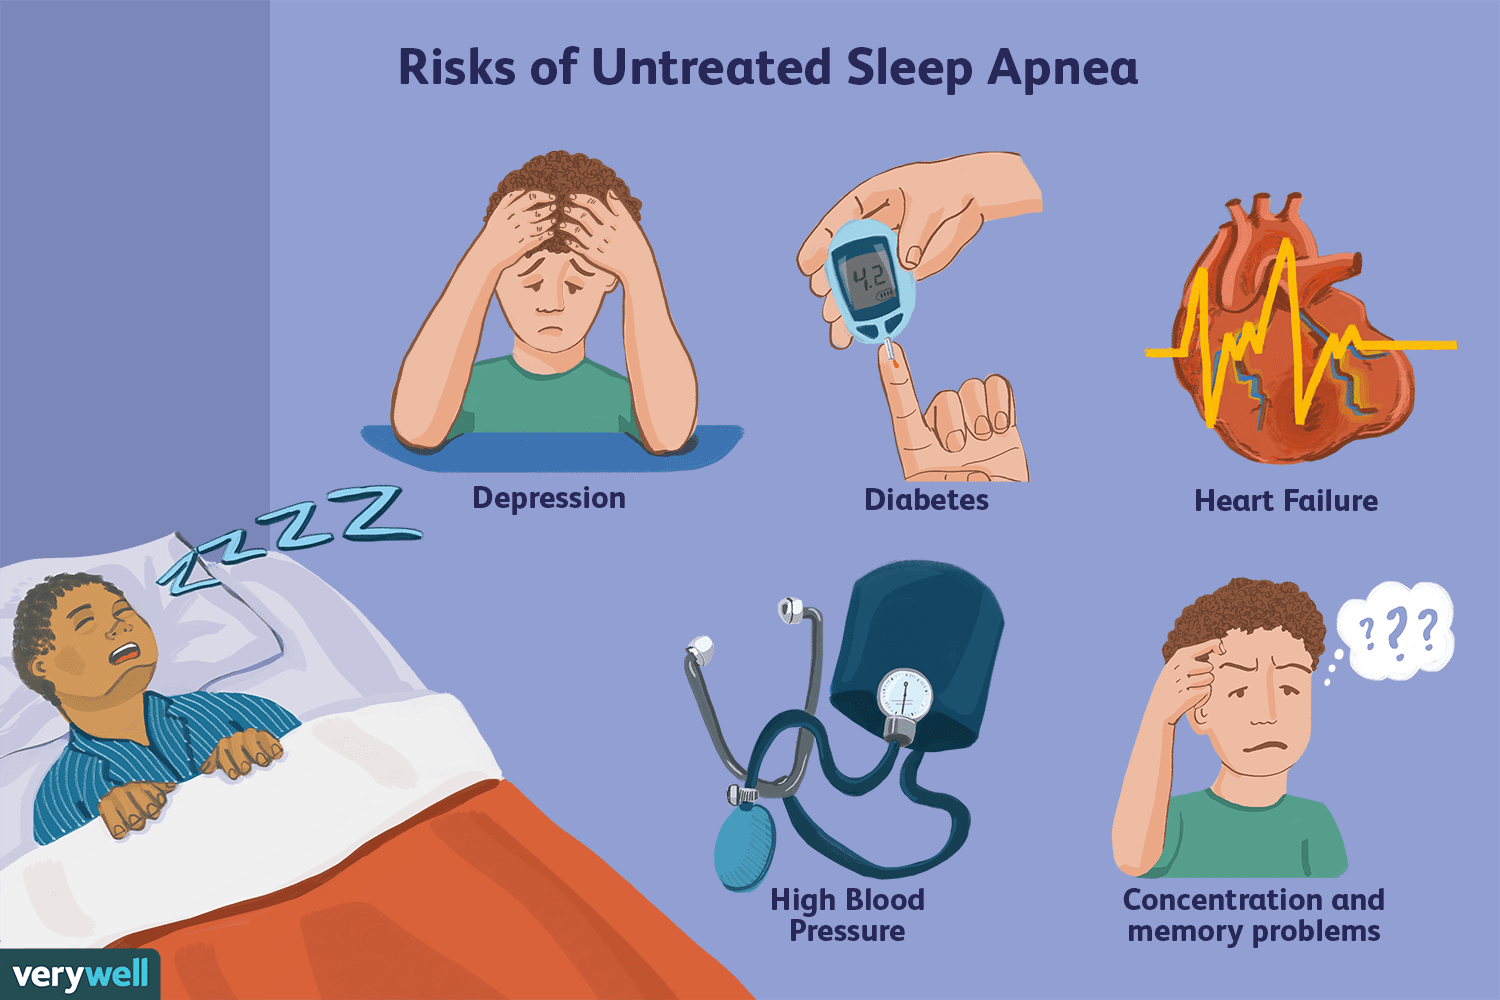 Risks of Untreated Sleep Apnea
4.2
Depression
Diabetes
Heart Failure
zzzZ
???
High Blood
Pressure
Concentration and
memory problems
verywell